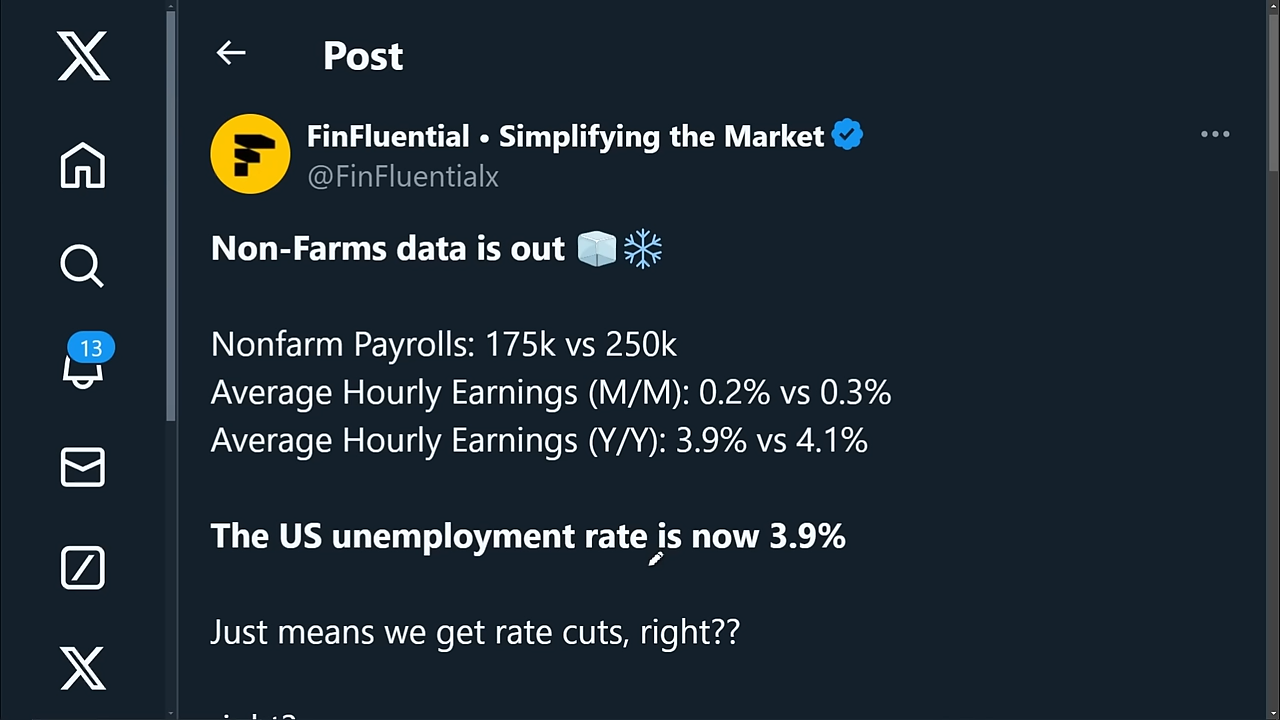 Post
FinFluential • Simplifying the Market
@FinFluentialx
Non-Farms data is out 🧊❄️
13
Nonfarm Payrolls: 175k vs 250k
Average Hourly Earnings (M/M): 0.2% vs 0.3%
Average Hourly Earnings (Y/Y): 3.9% vs 4.1%
The US unemployment rate is now 3.9%
Just means we get rate cuts, right??
right?